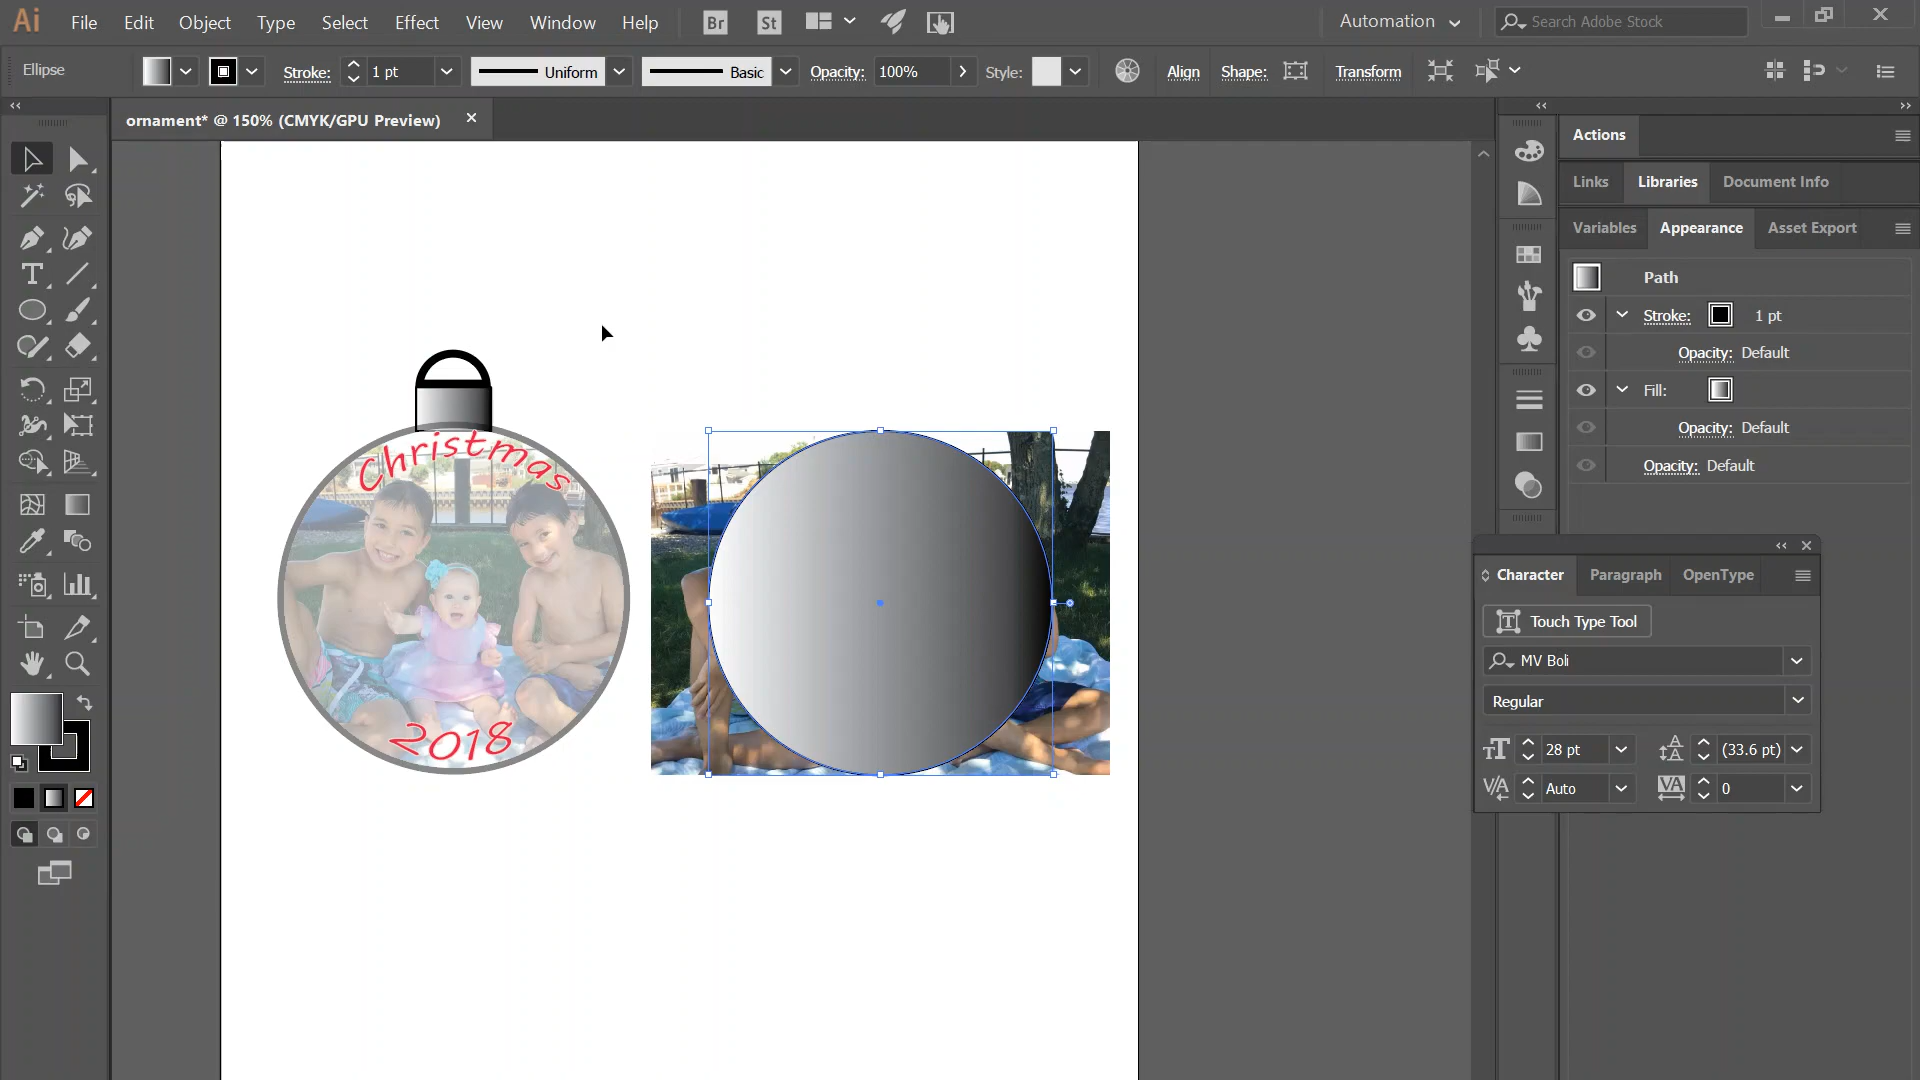 Ai File Edit Object Type Select Effect View Window Help Br St Automation Search Adobe Stock
Ellipse Stroke: 1 pt Uniform Basic Opacity: 100% Style: Align Shape: Transform
ornament* @ 150% (CMYK/GPU Preview)
Actions
Links Libraries Document Info
Variables Appearance Asset Export
Path
Stroke: 1 pt
Opacity: Default
Fill:
Opacity: Default
Opacity: Default
Christmas
2018
Character Paragraph OpenType
Touch Type Tool
MV Boli
Regular
28 pt (33.6 pt)
Auto 0